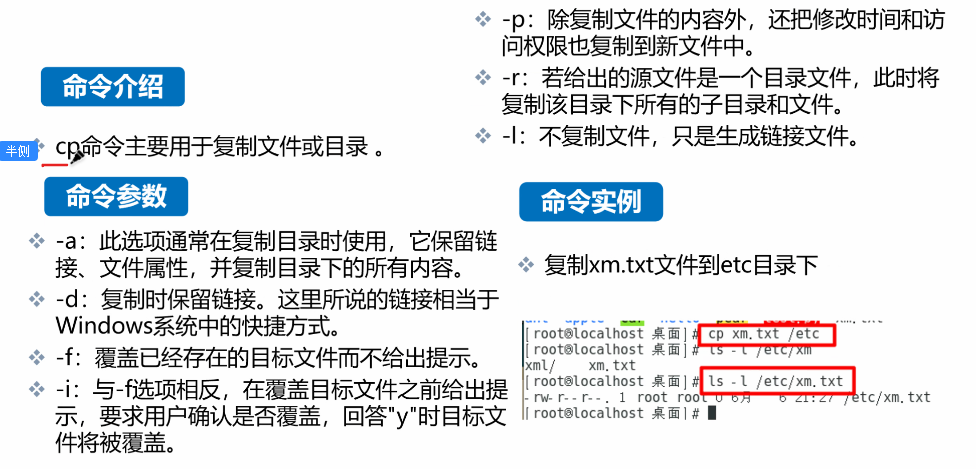 命令介绍
半侧
cp命令主要用于复制文件或目录 。
命令参数
-a：此选项通常在复制目录时使用，它保留链
接、文件属性，并复制目录下的所有内容。
-d：复制时保留链接。这里所说的链接相当于
Windows系统中的快捷方式。
-f：覆盖已经存在的目标文件而不给出提示。
-i：与-f选项相反，在覆盖目标文件之前给出提
示，要求用户确认是否覆盖，回答"y"时目标文
件将被覆盖。
-p：除复制文件的内容外，还把修改时间和访
问权限也复制到新文件中。
-r：若给出的源文件是一个目录文件，此时将
复制该目录下所有的子目录和文件。
-l：不复制文件，只是生成链接文件。
命令实例
复制xm.txt文件到etc目录下
[root@localhost 桌面]# cp xm.txt /etc
[root@localhost 桌面]# ls -l /etc/xm
xml/ xm.txt
[root@localhost 桌面]# ls -l /etc/xm.txt
-rw-r--r--. 1 root root 0 6月 6 21:27 /etc/xm.txt
[root@localhost 桌面]#